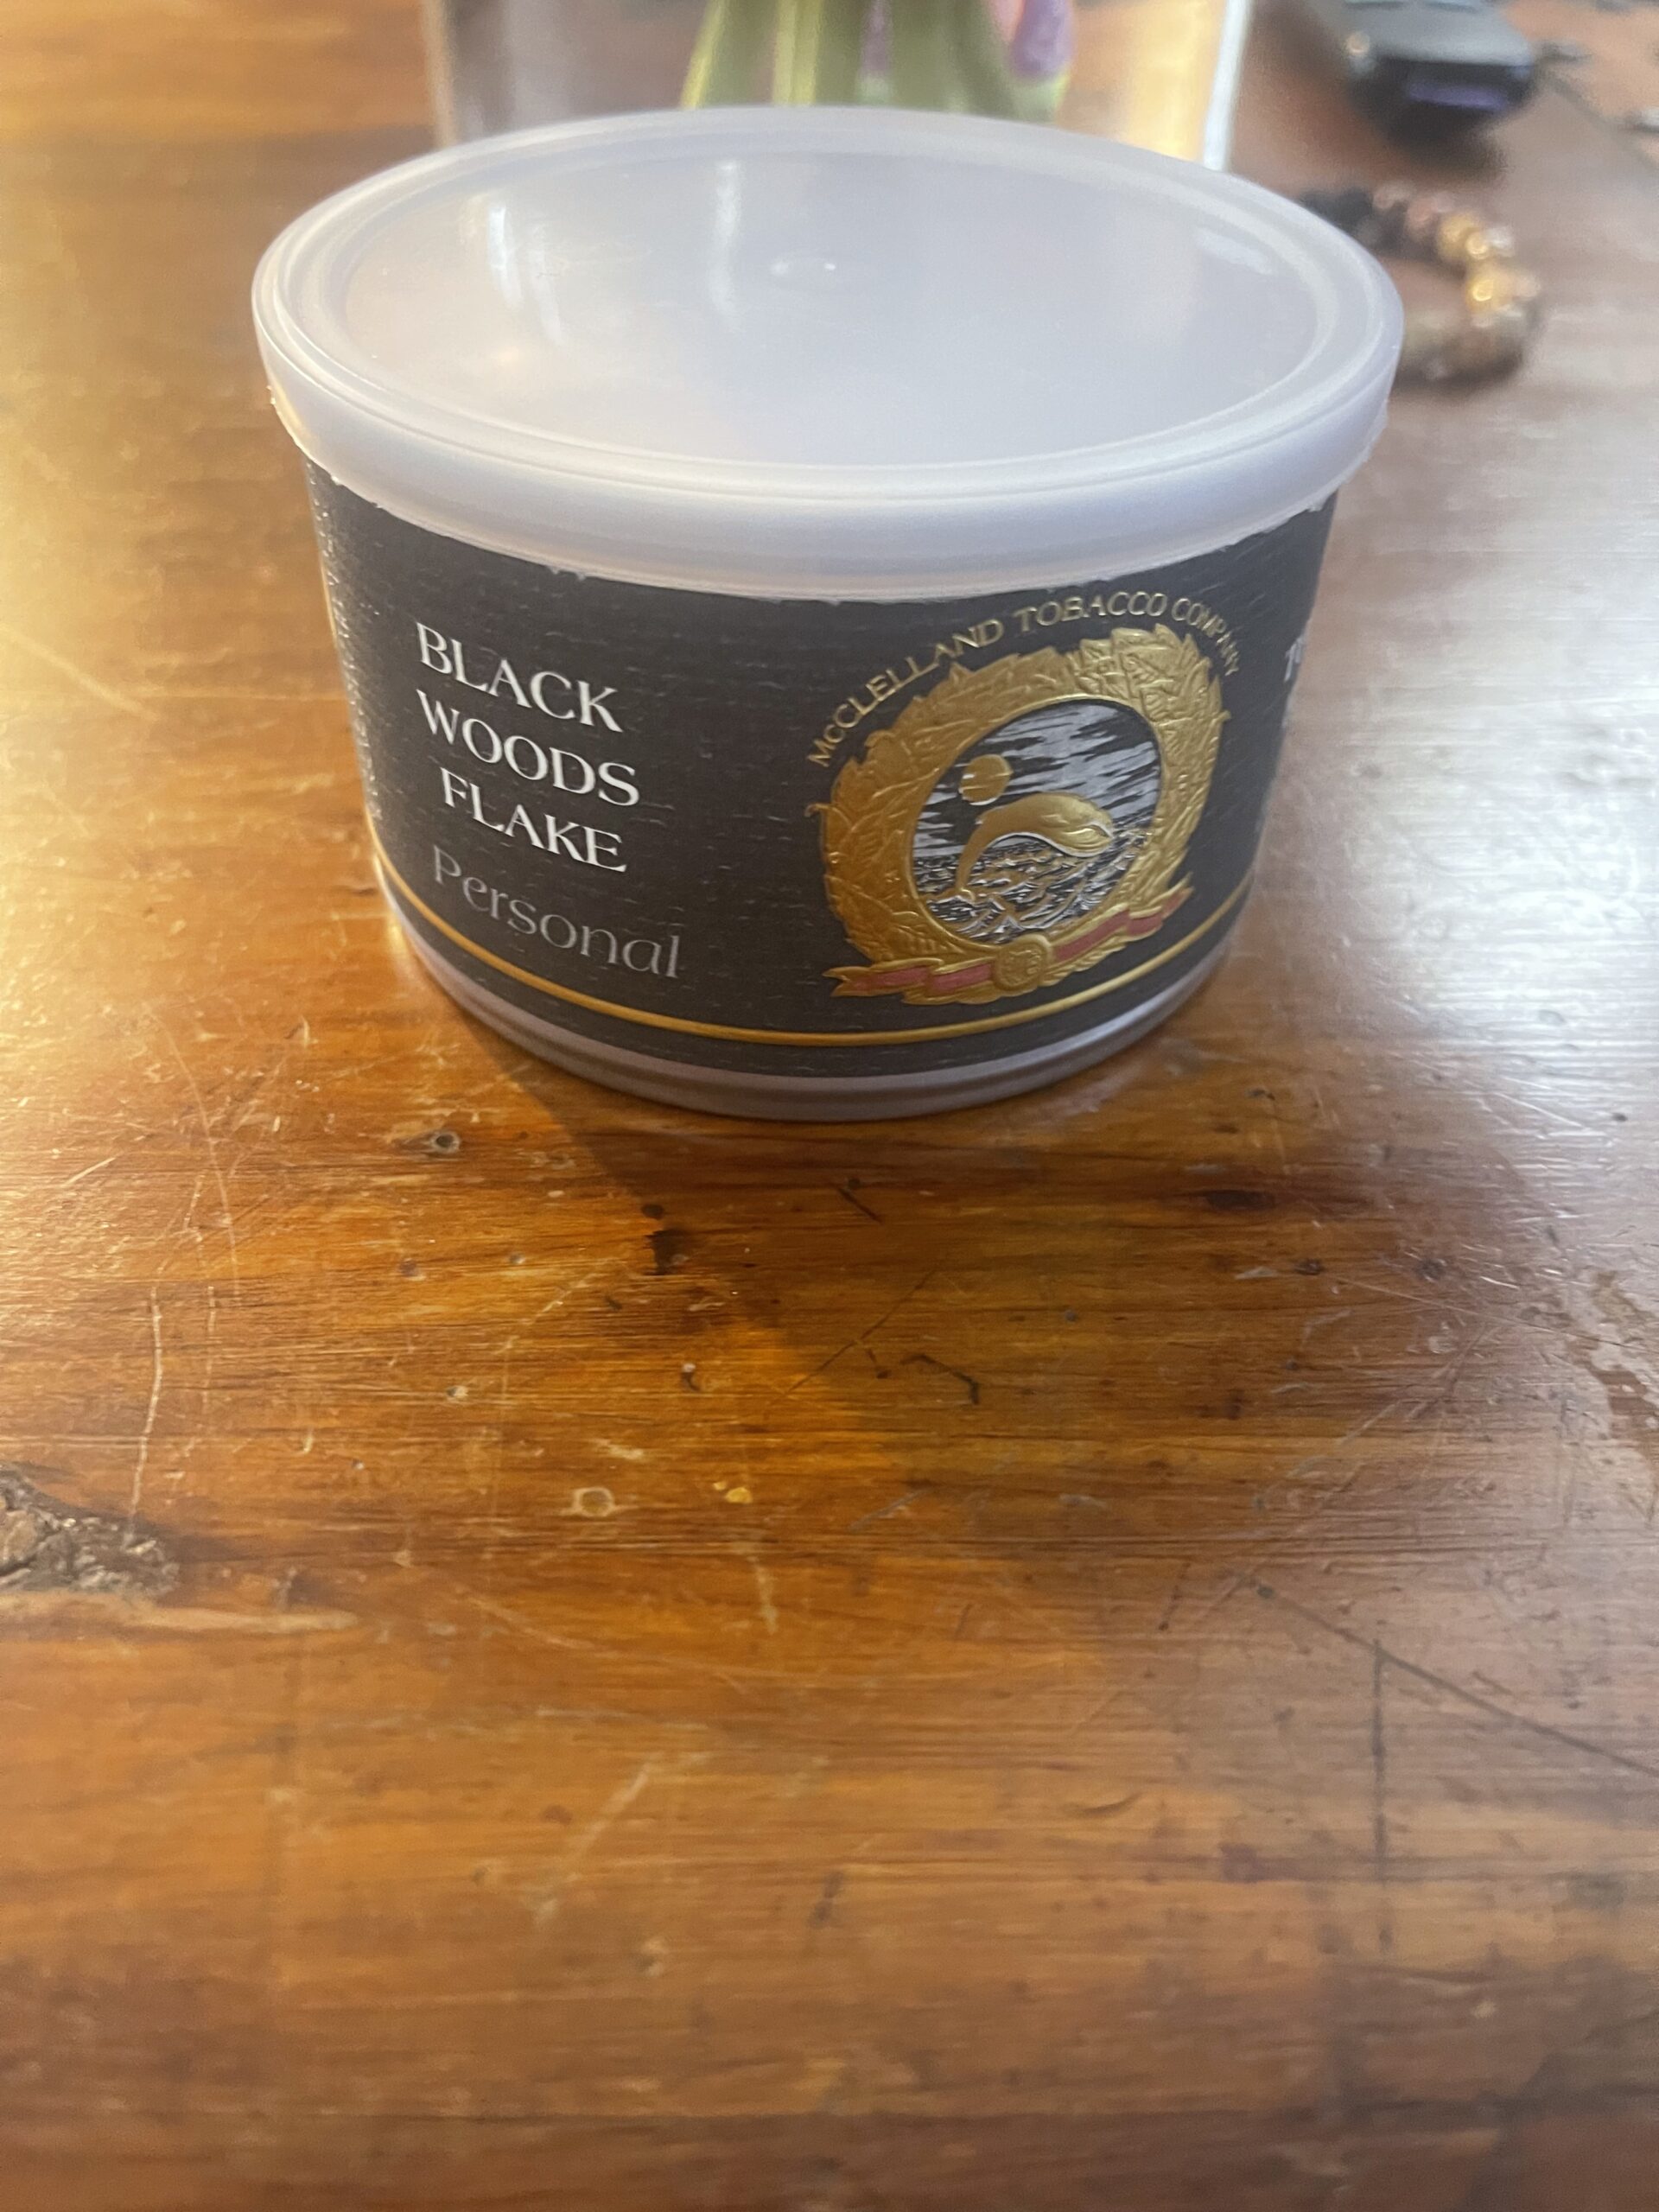 BLACK
WOODS
FLAKE
Personal
MCCLELLAND TOBACCO COMPANY